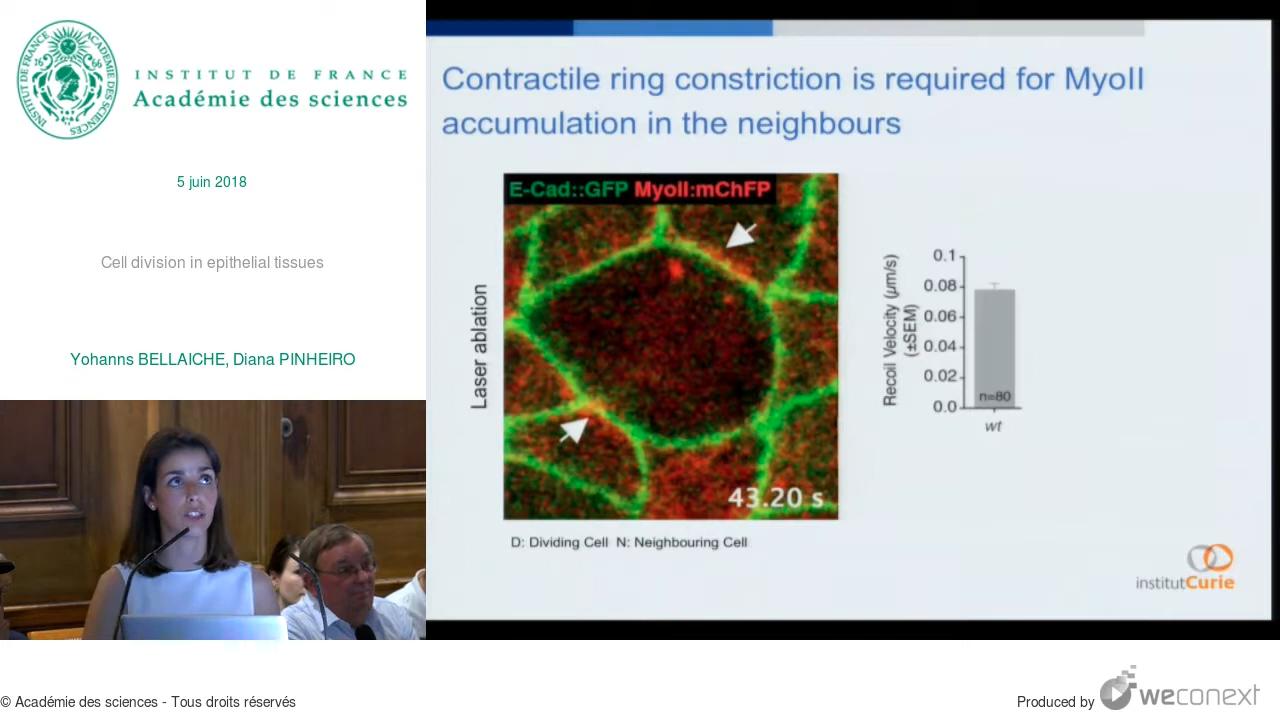 INSTITUT DE FRANCE
Académie des sciences
5 juin 2018
Cell division in epithelial tissues
Yohanns BELLAICHE, Diana PINHEIRO
Contractile ring constriction is required for MyoII
accumulation in the neighbours
E-Cad::GFP MyoII:mChFP
Laser ablation
43.20 s
D: Dividing Cell N: Neighbouring Cell
Recoil Velocity (µm/s)
(±SEM)
0.1
0.08
0.06
0.04
0.02
0.0
n=80
wt
institutCurie
© Académie des sciences - Tous droits réservés
Produced by weconext